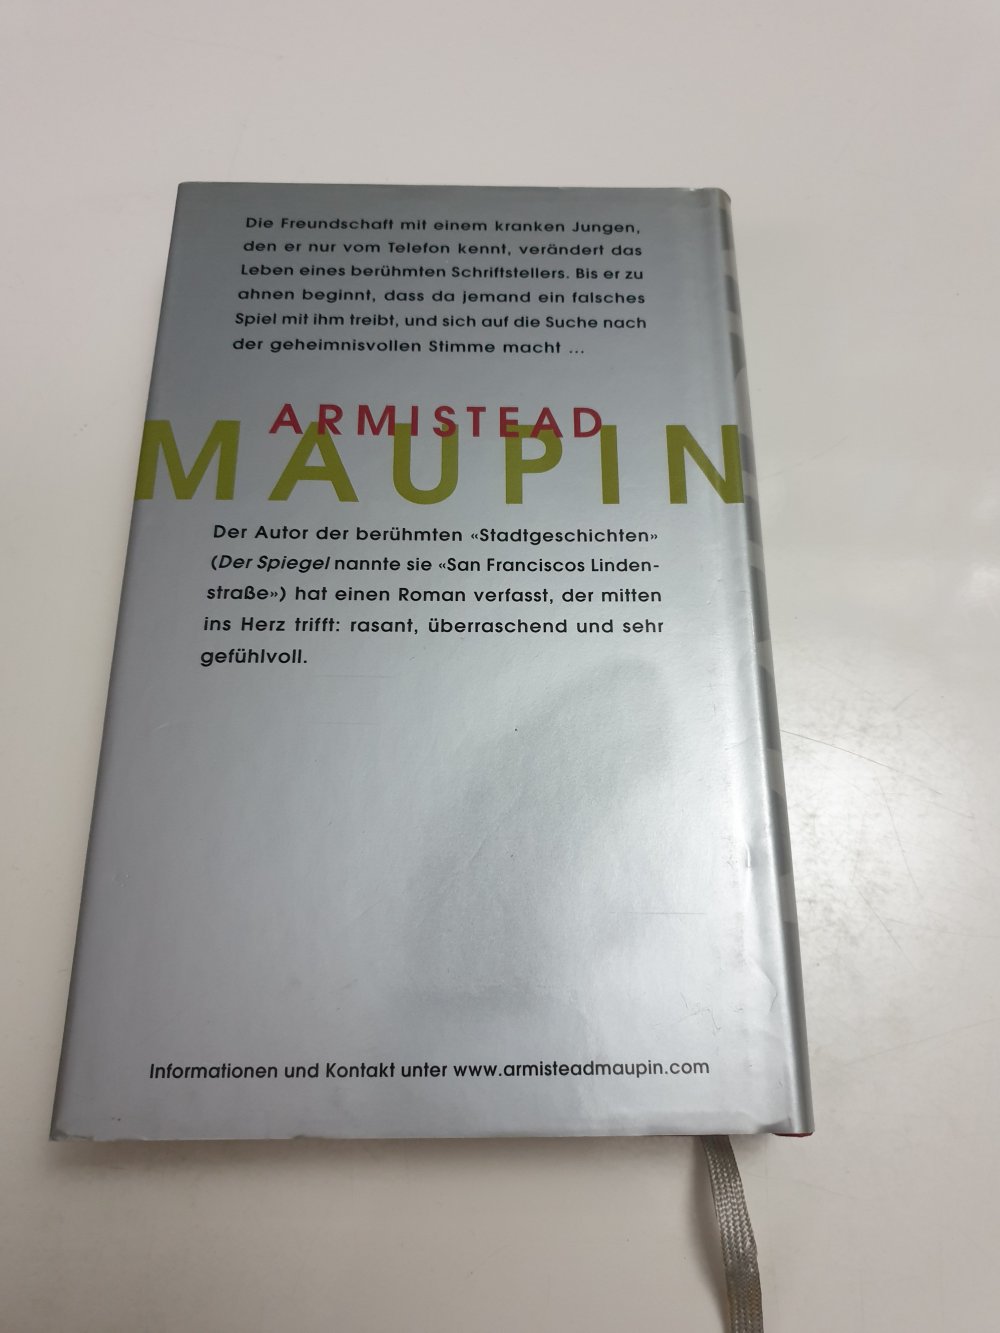 Die Freundschaft mit einem kranken Jungen,
den er nur vom Telefon kennt, verändert das
Leben eines berühmten Schriftstellers. Bis er zu
ahnen beginnt, dass da jemand ein falsches
Spiel mit ihm treibt, und sich auf die Suche nach
der geheimnisvollen Stimme macht ...
ARMISTEAD
MAUPIN
Der Autor der berühmten «Stadtgeschichten»
(Der Spiegel nannte sie «San Franciscos Linden-
straße») hat einen Roman verfasst, der mitten
ins Herz trifft: rasant, überraschend und sehr
gefühlvoll.
Informationen und Kontakt unter www.armisteadmaupin.com